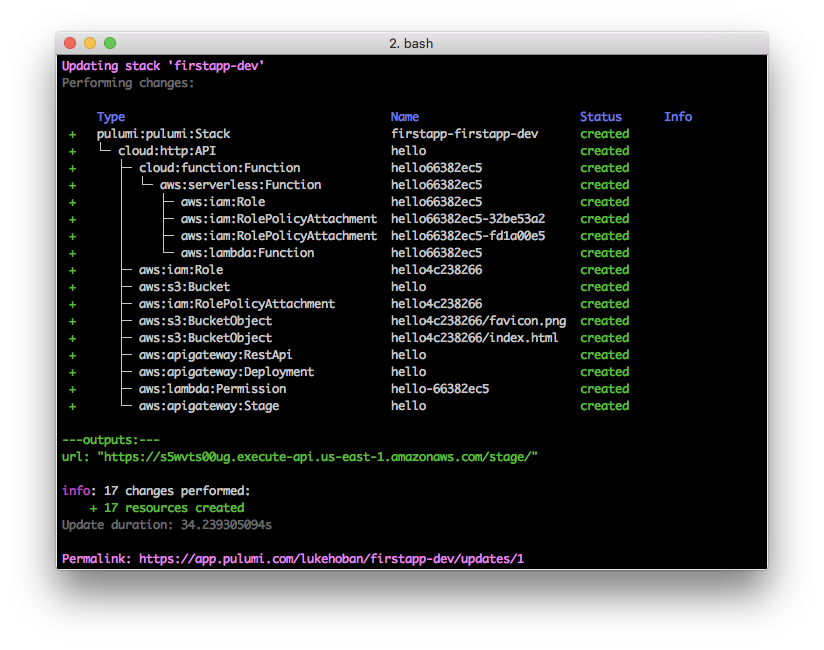 2. bash
Updating stack 'firstapp-dev'
Performing changes:
Type Name Status Info
+ pulumi:pulumi:Stack firstapp-firstapp-dev created
+ └─ cloud:http:API hello created
+ ├─ cloud:function:Function hello66382ec5 created
+ │ └─ aws:serverless:Function hello66382ec5 created
+ │ ├─ aws:iam:Role hello66382ec5 created
+ │ ├─ aws:iam:RolePolicyAttachment hello66382ec5-32be53a2 created
+ │ ├─ aws:iam:RolePolicyAttachment hello66382ec5-fd1a00e5 created
+ │ └─ aws:lambda:Function hello66382ec5 created
+ ├─ aws:iam:Role hello4c238266 created
+ ├─ aws:s3:Bucket hello created
+ ├─ aws:iam:RolePolicyAttachment hello4c238266 created
+ ├─ aws:s3:BucketObject hello4c238266/favicon.png created
+ ├─ aws:s3:BucketObject hello4c238266/index.html created
+ ├─ aws:apigateway:RestApi hello created
+ ├─ aws:apigateway:Deployment hello created
+ ├─ aws:lambda:Permission hello-66382ec5 created
+ └─ aws:apigateway:Stage hello created
---outputs:---
url: "https://s5wvts00ug.execute-api.us-east-1.amazonaws.com/stage/"
info: 17 changes performed:
+ 17 resources created
Update duration: 34.239305094s
Permalink: https://app.pulumi.com/lukehoban/firstapp-dev/updates/1